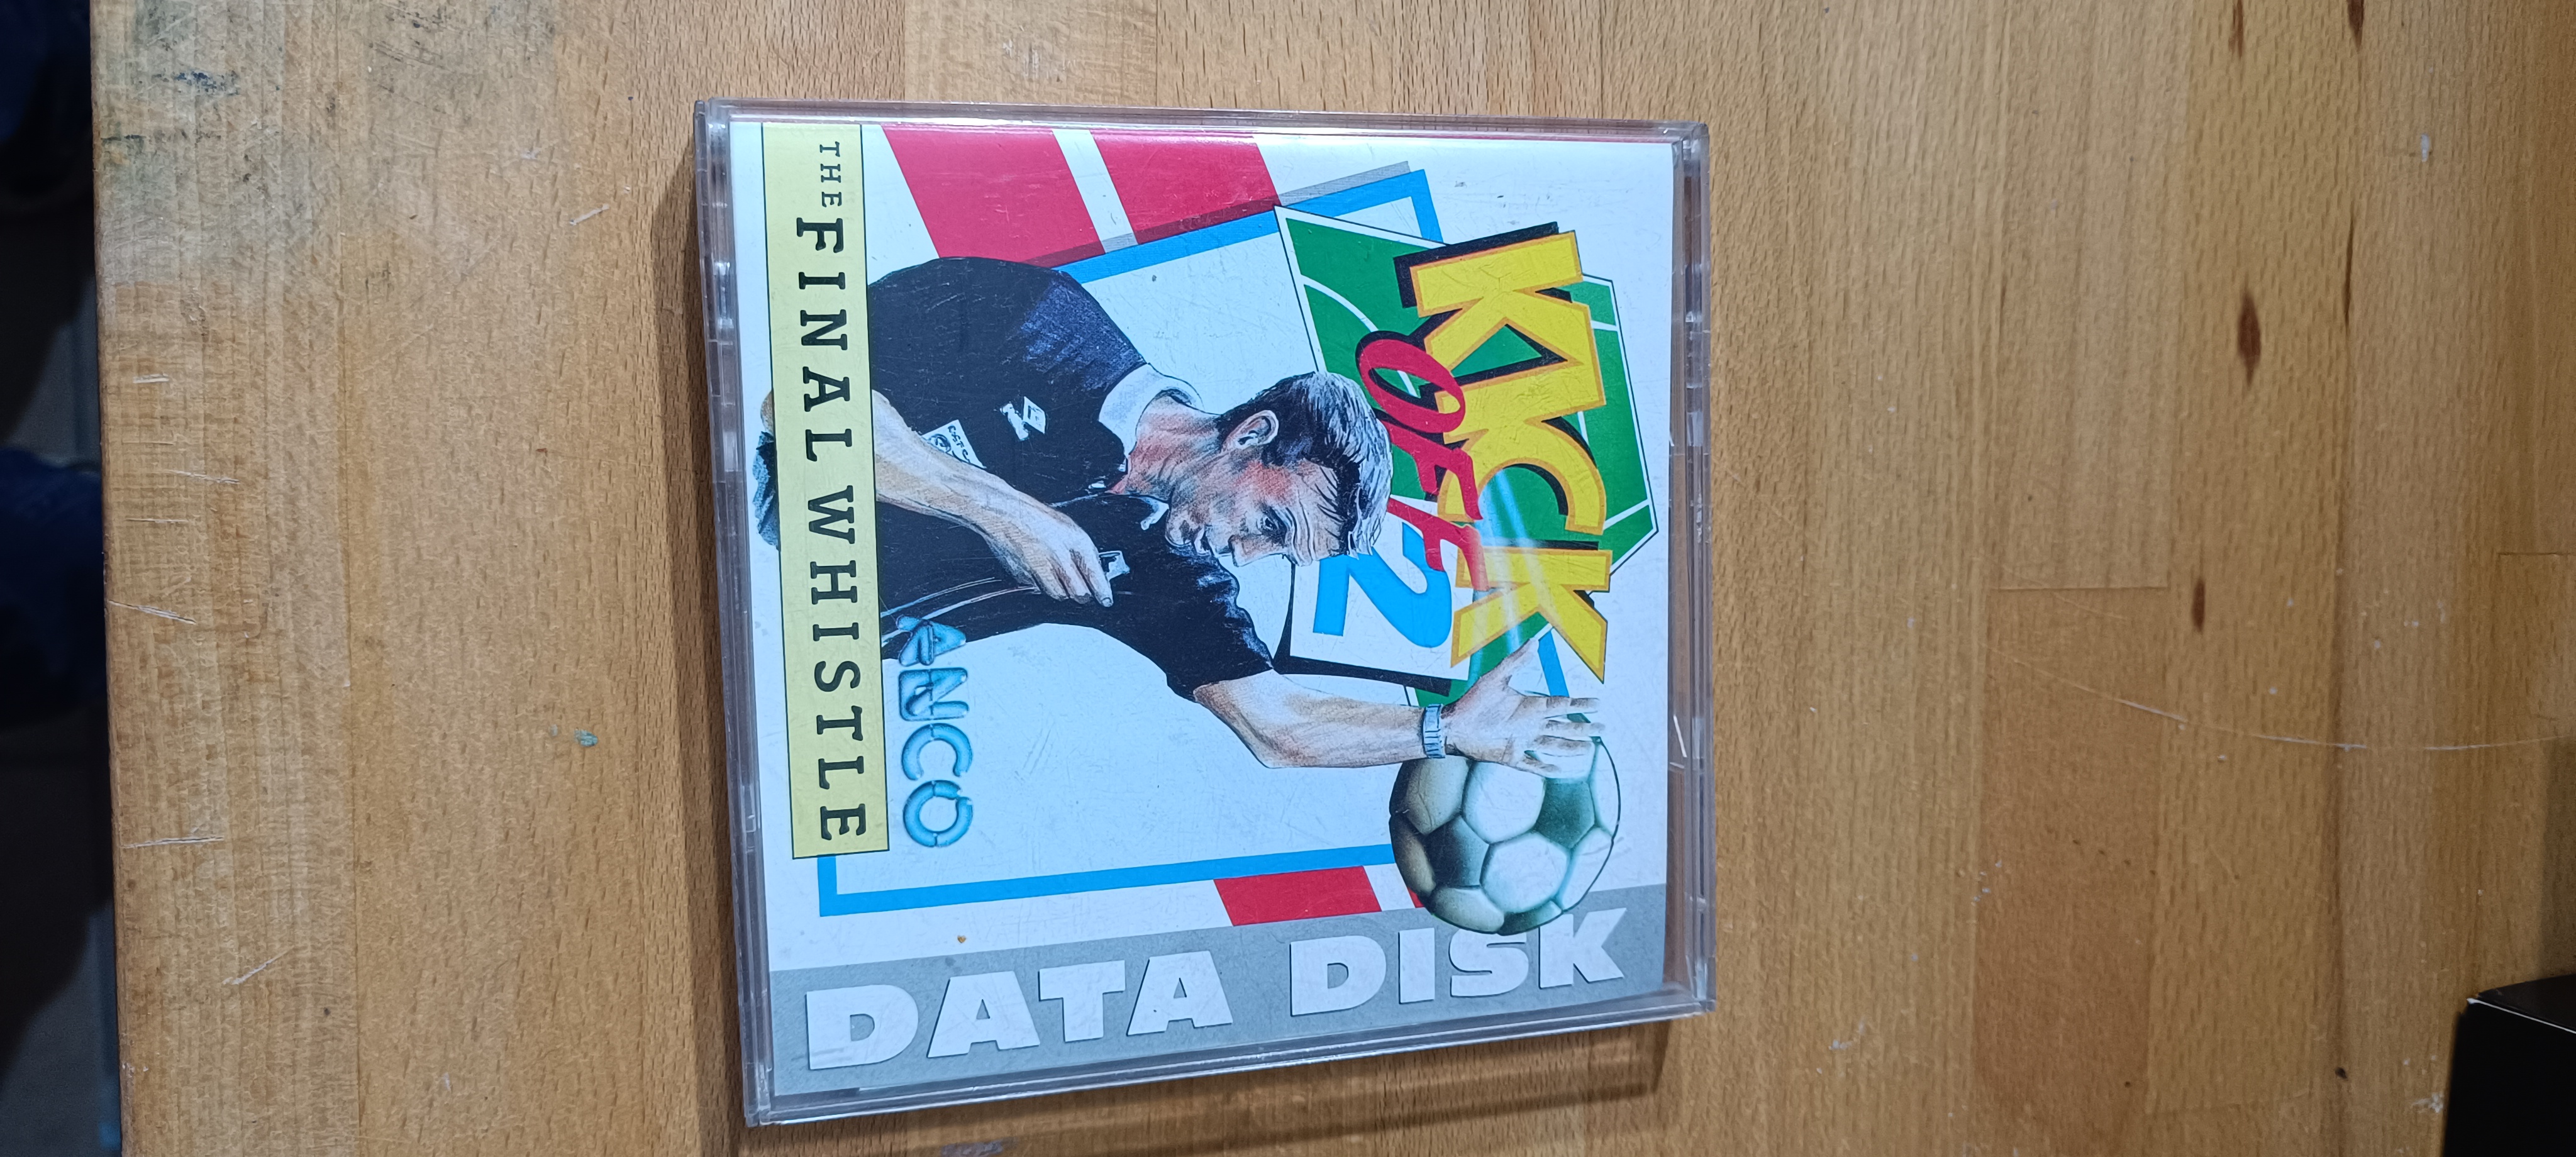 KICK
OFF
2
ANCO
THE FINAL WHISTLE
DATA DISK